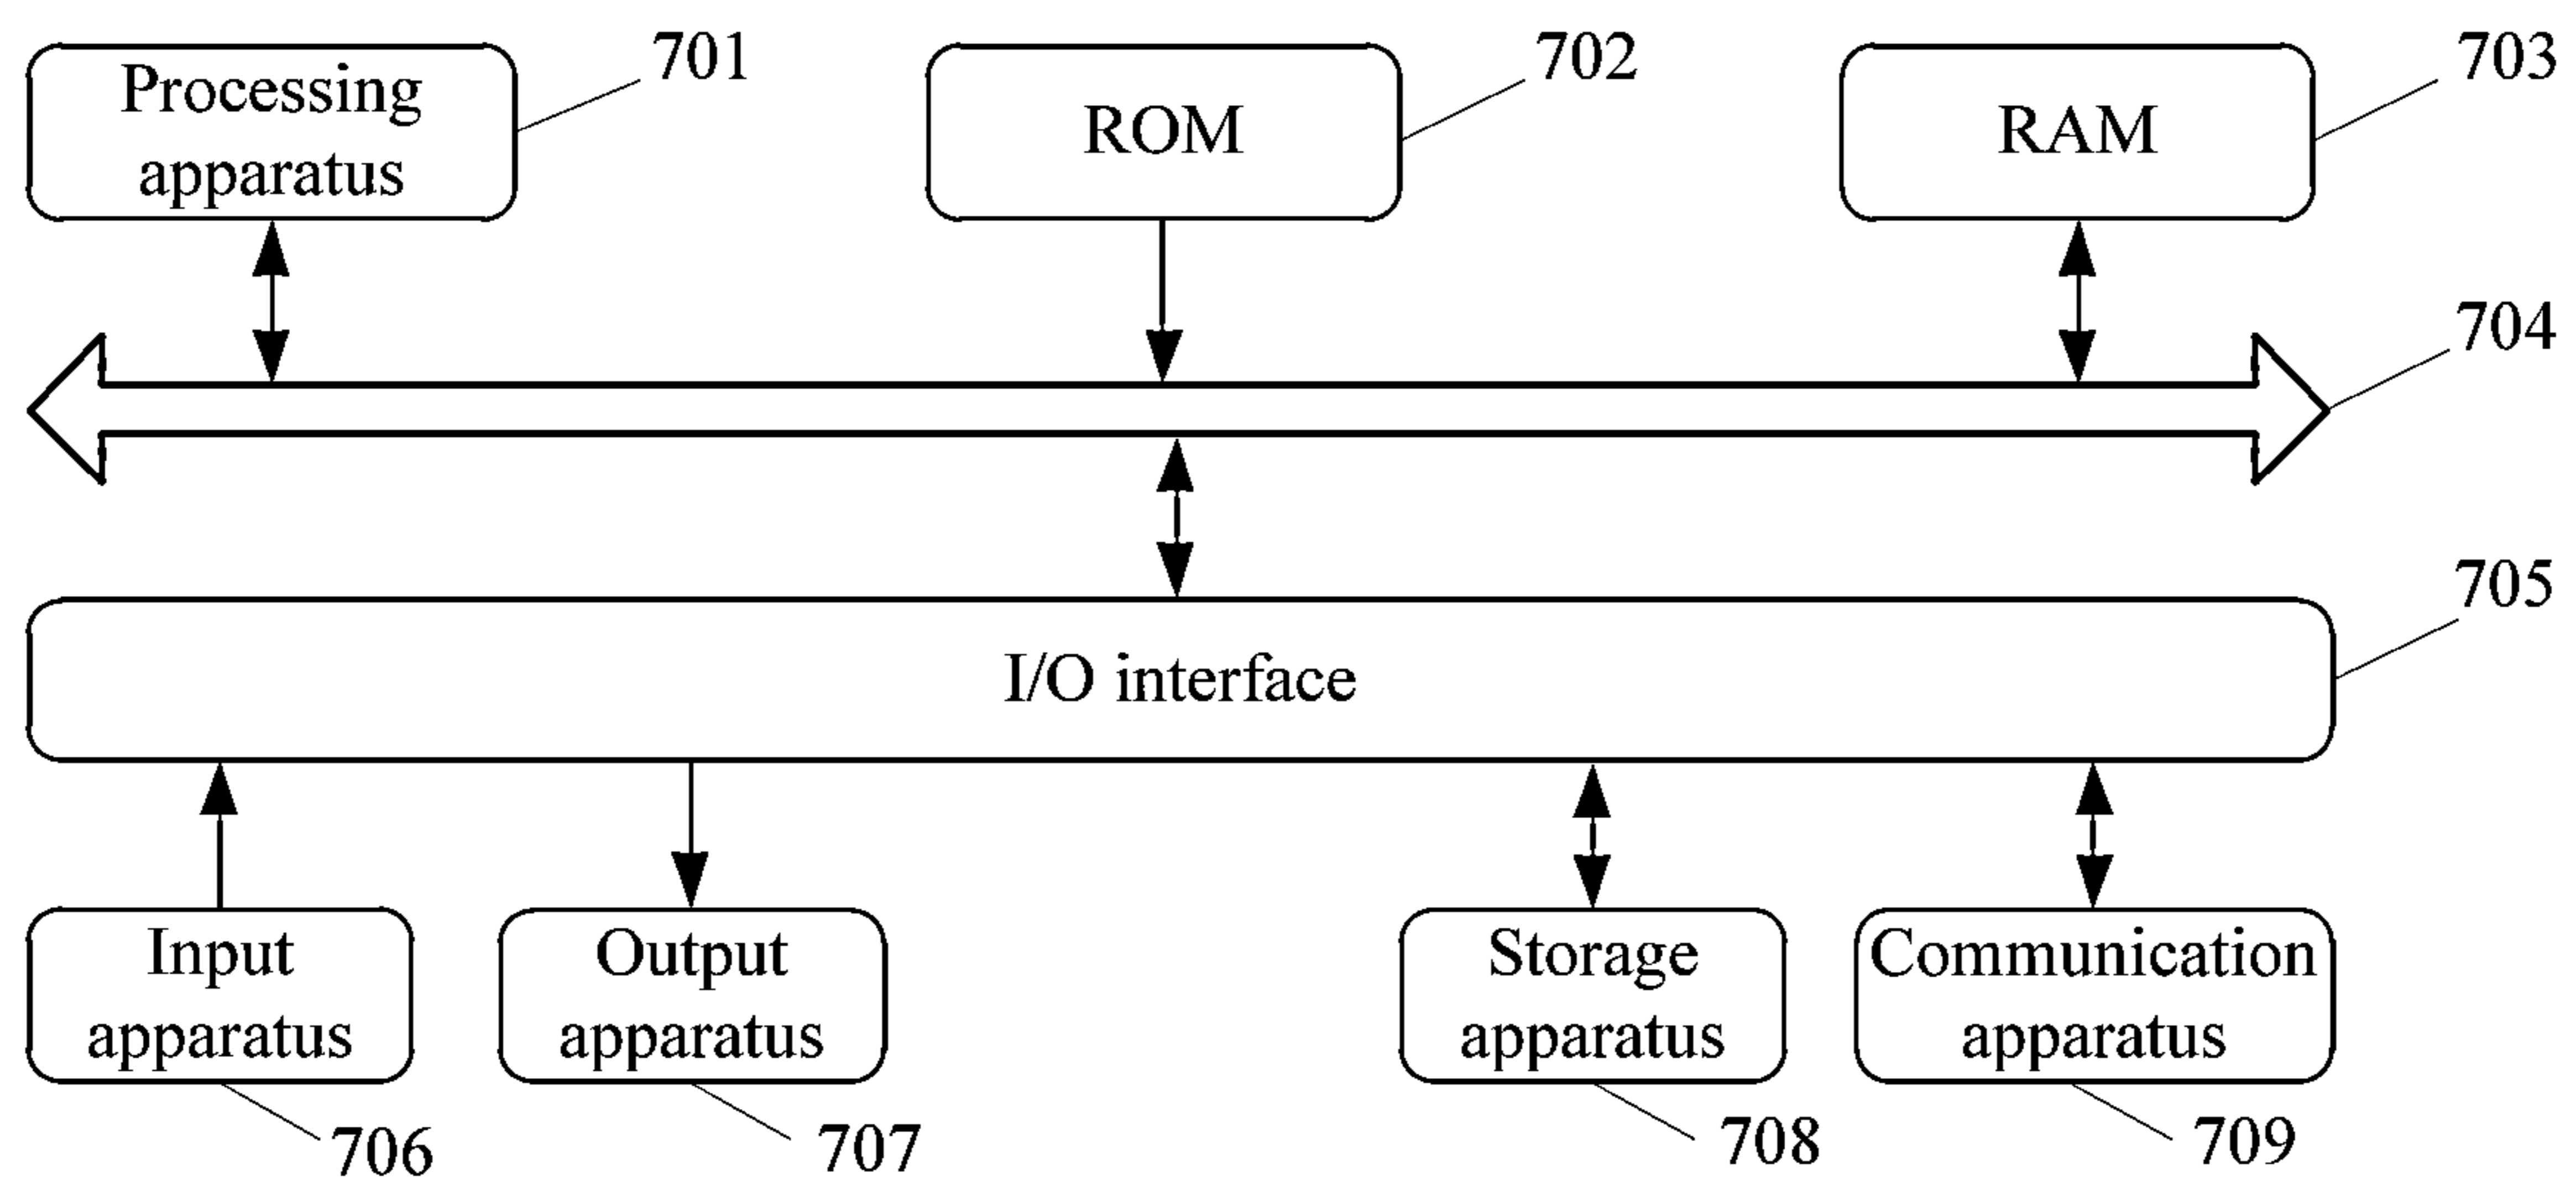 Processing
apparatus
701
ROM
702
RAM
703
704
I/O interface
705
Input
apparatus
706
Output
apparatus
707
Storage
apparatus
708
Communication
apparatus
709